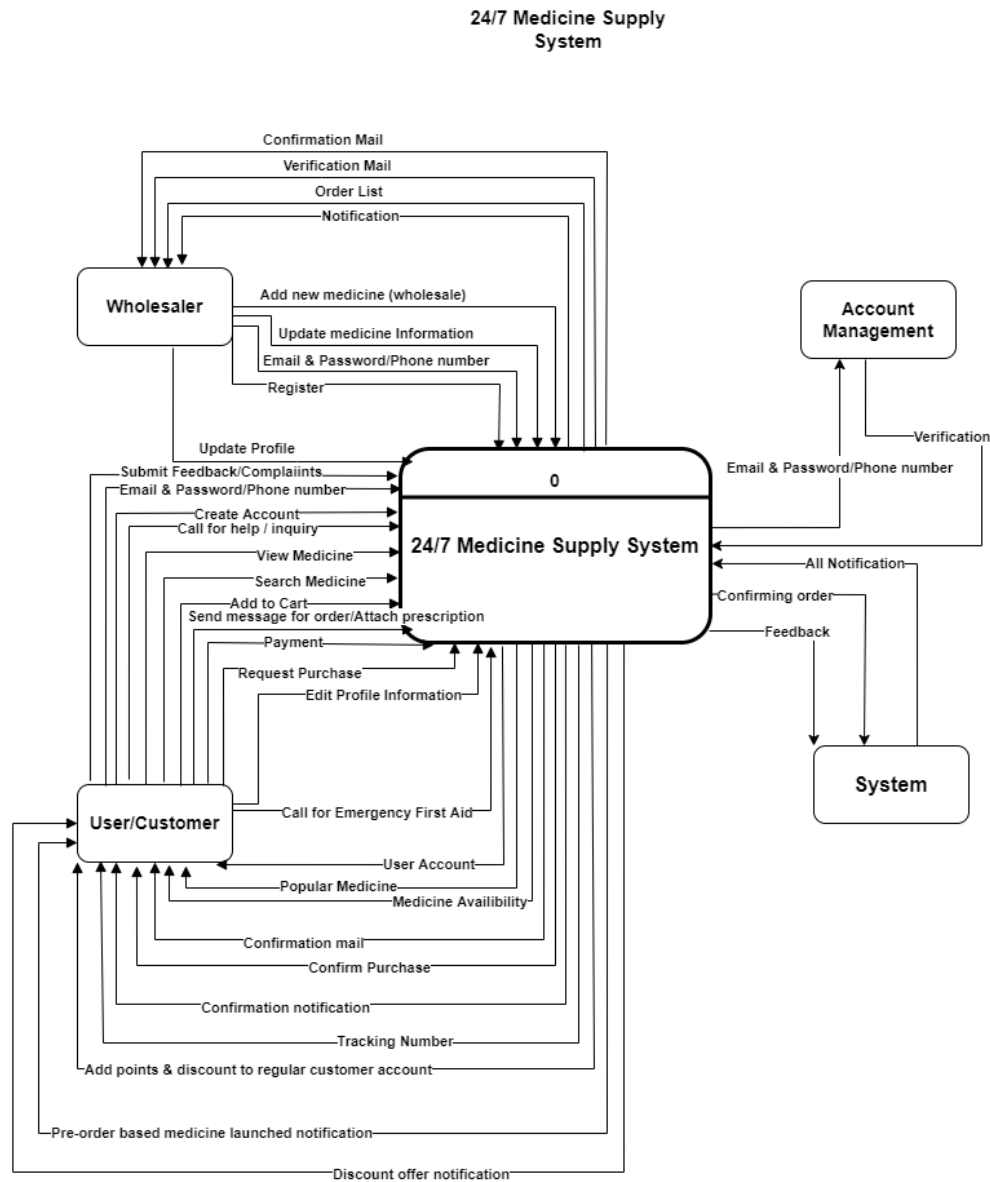 24/7 Medicine Supply
System
Confirmation Mail
Verification Mail
Order List
Notification
Wholesaler
Add new medicine (wholesale)
Update medicine Information
Email & Password/Phone number
Register
Account
Management
Update Profile
Verification
Submit Feedback/Complaiints
Email & Password/Phone number
Email & Password/Phone number
0
Create Account
Call for help / inquiry
24/7 Medicine Supply System
View Medicine
All Notification
Search Medicine
Confirming order
Add to Cart
Send message for order/Attach prescription
Feedback
Payment
Request Purchase
Edit Profile Information
System
Call for Emergency First Aid
User/Customer
User Account
Popular Medicine
Medicine Availibility
Confirmation mail
Confirm Purchase
Confirmation notification
Tracking Number
Add points & discount to regular customer account
Pre-order based medicine launched notification
Discount offer notification